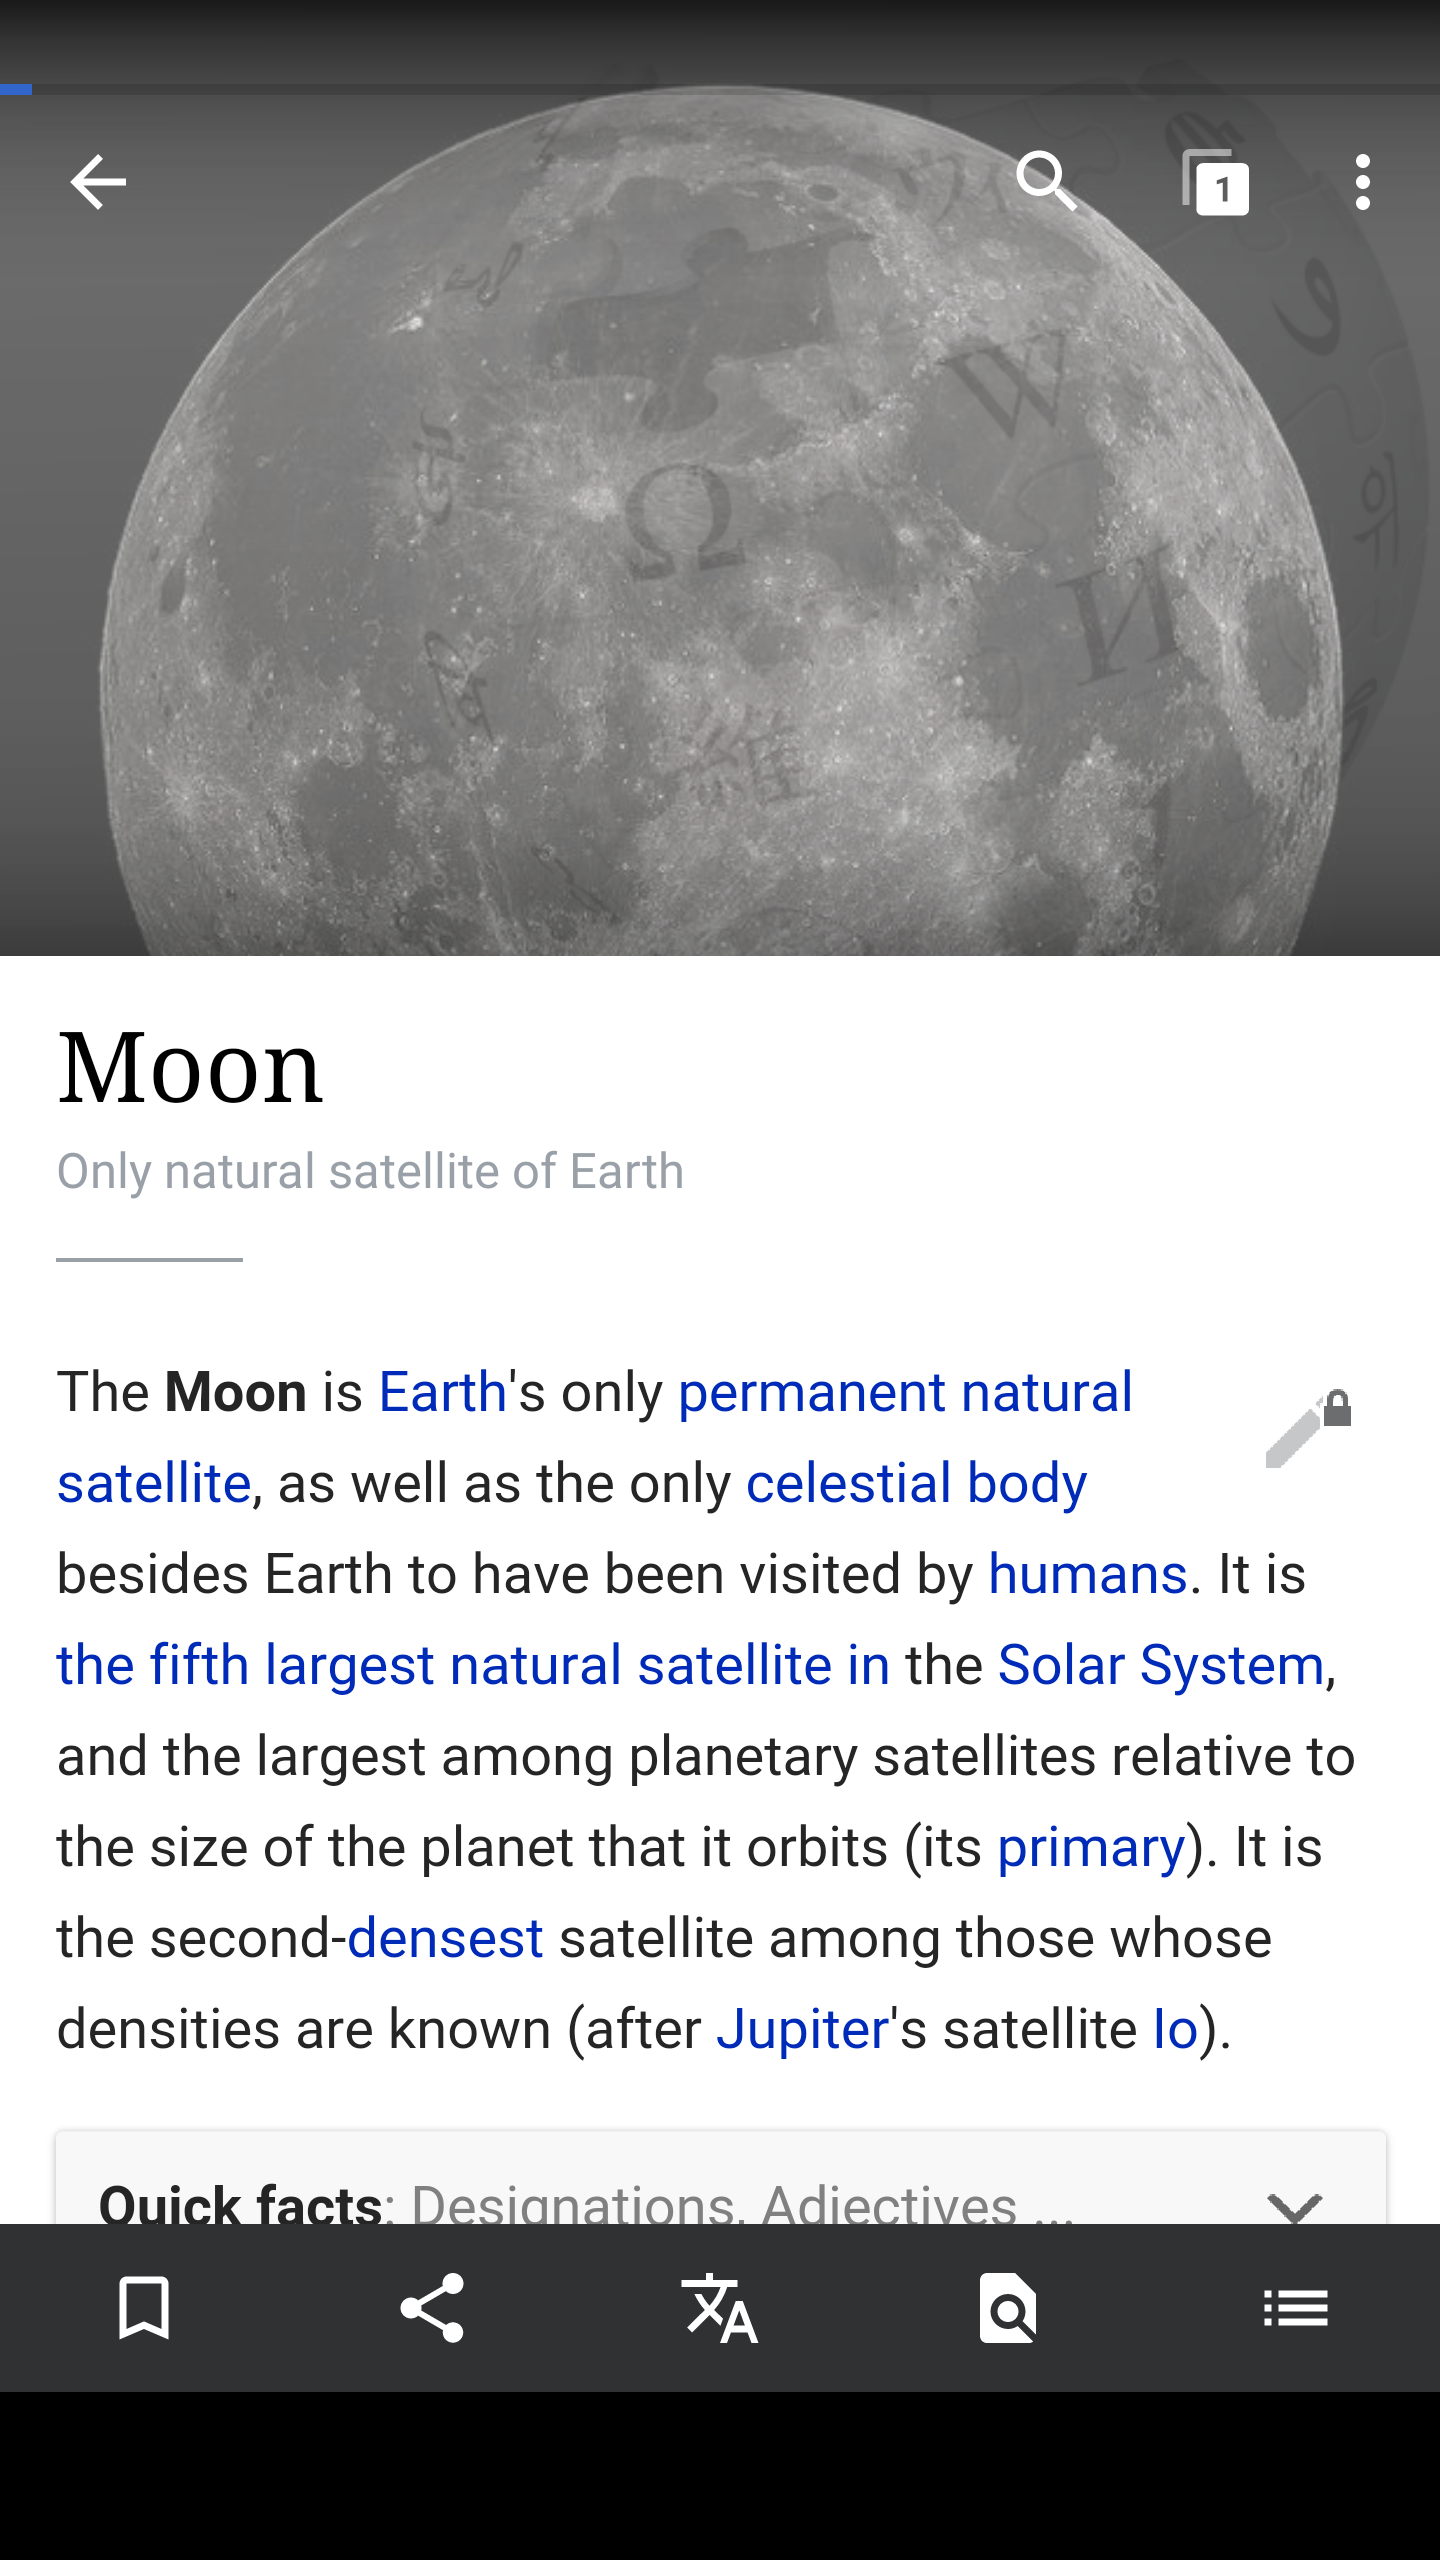 1
W
Ω
И
維
Moon
Only natural satellite of Earth
The Moon is Earth's only permanent natural
satellite, as well as the only celestial body
besides Earth to have been visited by humans. It is
the fifth largest natural satellite in the Solar System,
and the largest among planetary satellites relative to
the size of the planet that it orbits (its primary). It is
the second-densest satellite among those whose
densities are known (after Jupiter's satellite Io).
Quick facts: Designations, Adjectives ...